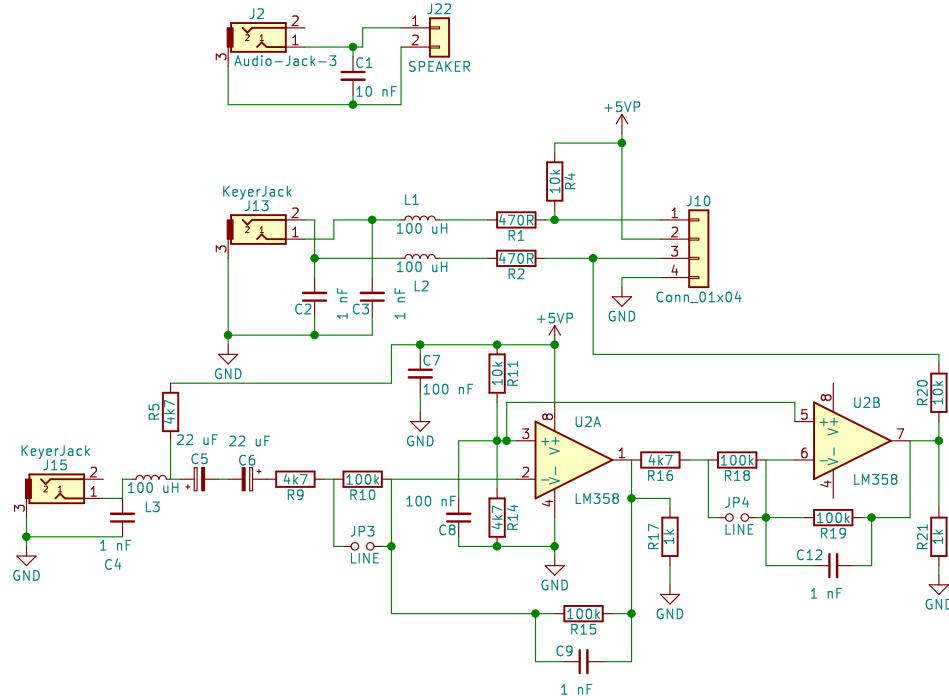 J2
2
1
2 1
3
Audio-Jack-3
C1
10 nF
J22
1
2
SPEAKER
+5VP
10k
R4
KeyerJack
J13
2
1
2 1
3
L1
100 uH
470R
R1
100 uH
L2
470R
R2
J10
1
2
3
4
Conn_01x04
GND
C2
1 nF
C3
1 nF
GND
+5VP
C7
100 nF
GND
10k
R11
R5
4k7
KeyerJack
J15
2
1
2 1
3
GND
1 nF
C4
100 uH
L3
22 uF
C5
+
22 uF
C6
+
4k7
R9
100k
R10
JP3
LINE
100 nF
C8
4k7
R14
U2A
8
3
2
1
4
+
-
V+
V-
LM358
GND
4k7
R16
R17
1k
GND
100k
R15
C9
1 nF
100k
R18
JP4
LINE
U2B
8
5
6
7
4
+
-
V+
V-
LM358
100k
R19
C12
1 nF
R20
10k
R21
1k
GND